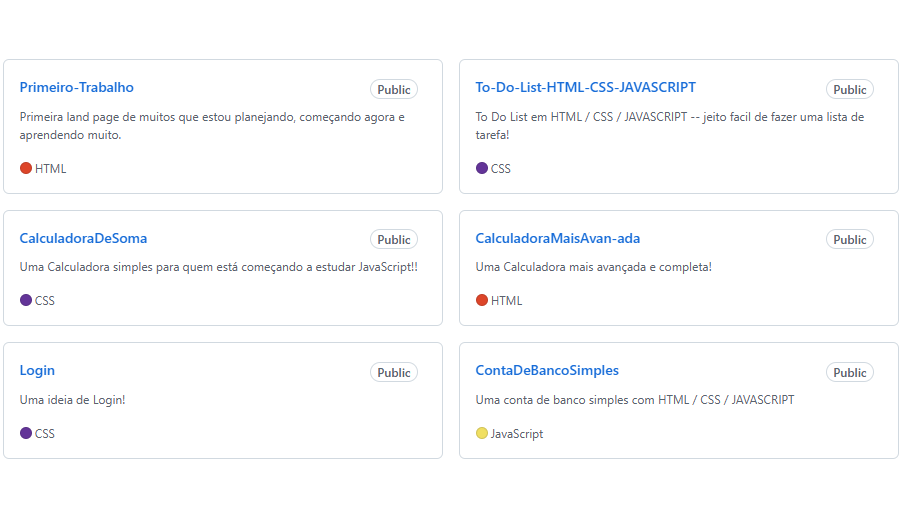 Primeiro-Trabalho
Public
Primeira land page de muitos que estou planejando, começando agora e
aprendendo muito.
HTML
To-Do-List-HTML-CSS-JAVASCRIPT
Public
To Do List em HTML / CSS / JAVASCRIPT -- jeito facil de fazer uma lista de
tarefa!
CSS
CalculadoraDeSoma
Public
Uma Calculadora simples para quem está começando a estudar JavaScript!!
CSS
CalculadoraMaisAvan-ada
Public
Uma Calculadora mais avançada e completa!
HTML
Login
Public
Uma ideia de Login!
CSS
ContaDeBancoSimples
Public
Uma conta de banco simples com HTML / CSS / JAVASCRIPT
JavaScript